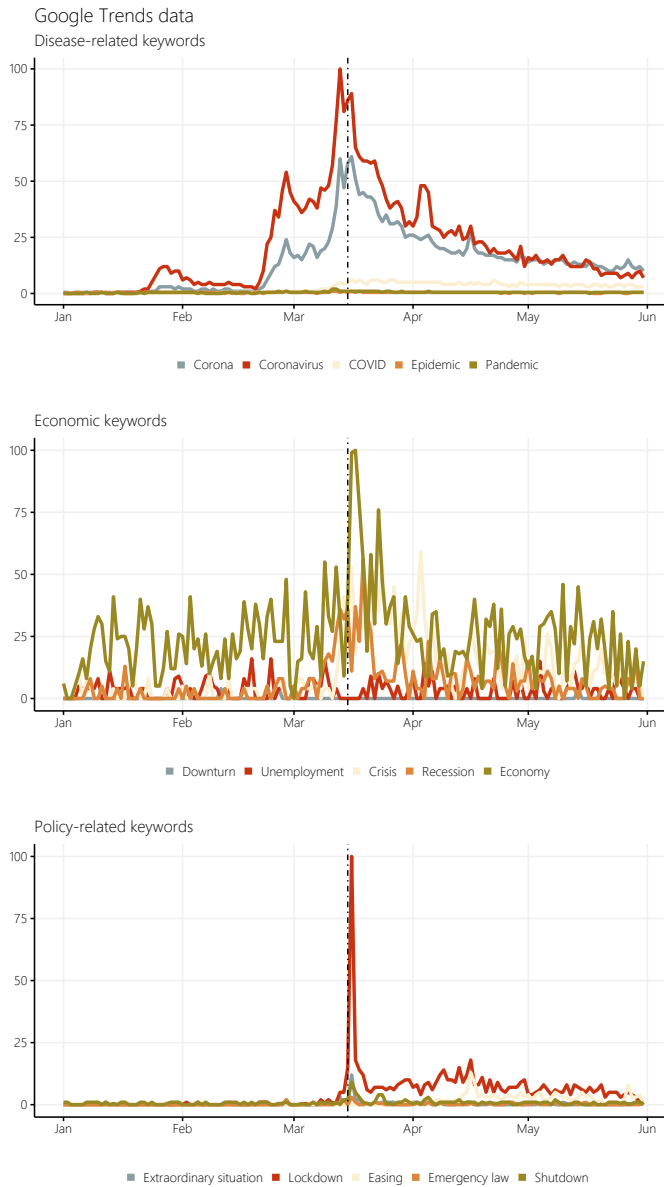 Google Trends data
Disease-related keywords
100
75
50
25
0
Jan Feb Mar Apr May Jun
Corona Coronavirus COVID Epidemic Pandemic
Economic keywords
100
75
50
25
0
Jan Feb Mar Apr May Jun
Downturn Unemployment Crisis Recession Economy
Policy-related keywords
100
75
50
25
0
Jan Feb Mar Apr May Jun
Extraordinary situation Lockdown Easing Emergency law Shutdown